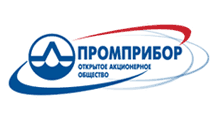 ПРОМПРИБОР
ОТКРЫТОЕ АКЦИОНЕРНОЕ
ОБЩЕСТВО